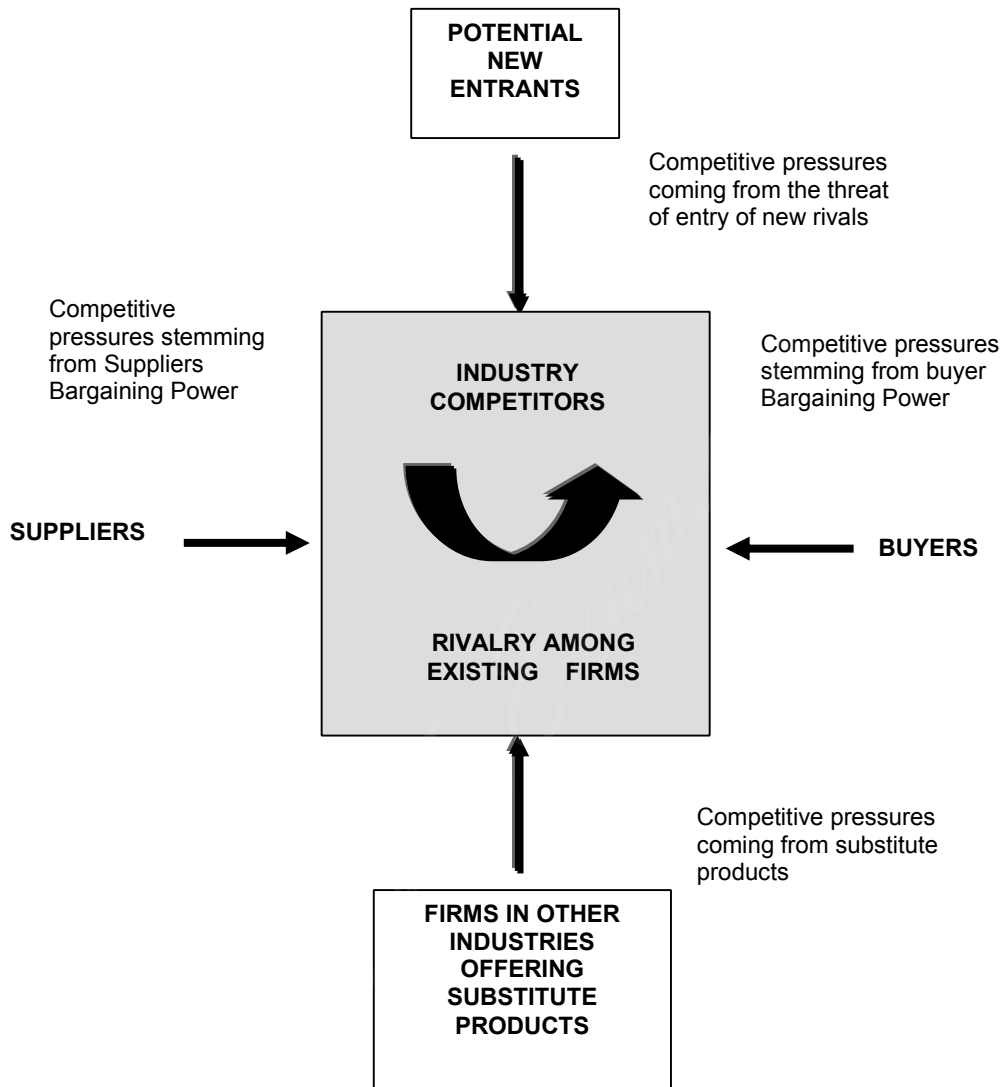 POTENTIAL
NEW
ENTRANTS
Competitive pressures
coming from the threat
of entry of new rivals
Competitive
pressures stemming
from Suppliers
Bargaining Power
INDUSTRY
COMPETITORS
Competitive pressures
stemming from buyer
Bargaining Power
SUPPLIERS
BUYERS
RIVALRY AMONG
EXISTING FIRMS
Competitive pressures
coming from substitute
products
FIRMS IN OTHER
INDUSTRIES
OFFERING
SUBSTITUTE
PRODUCTS